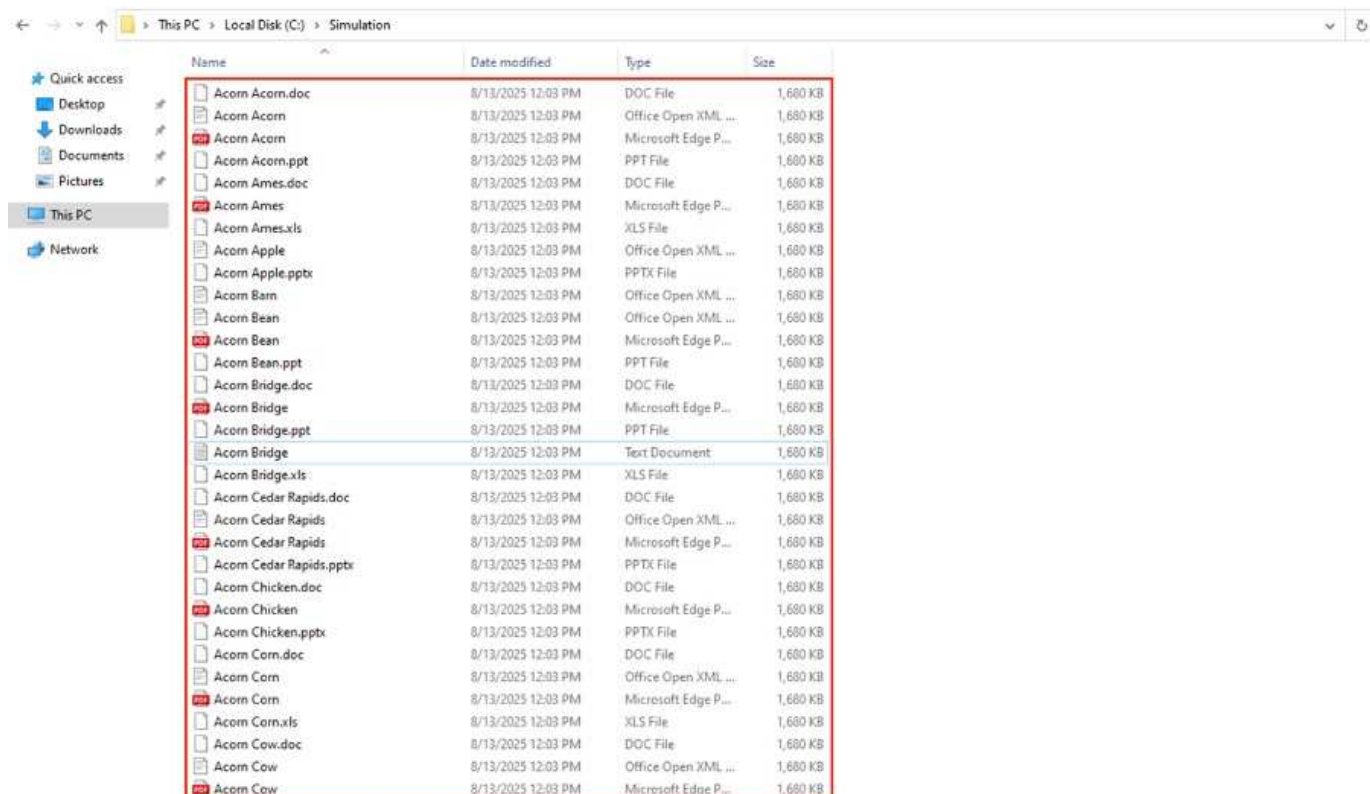 This PC > Local Disk (C:) > Simulation
Name Date modified Type Size
Quick access
Desktop
Downloads
Documents
Pictures
This PC
Network
Acorn Acorn.doc 8/13/2025 12:03 PM DOC File 1,680 KB
Acorn Acorn 8/13/2025 12:03 PM Office Open XML ... 1,680 KB
PDF Acorn Acorn 8/13/2025 12:03 PM Microsoft Edge P... 1,680 KB
Acorn Acorn.ppt 8/13/2025 12:03 PM PPT File 1,680 KB
Acorn Ames.doc 8/13/2025 12:03 PM DOC File 1,680 KB
PDF Acorn Ames 8/13/2025 12:03 PM Microsoft Edge P... 1,680 KB
Acorn Ames.xls 8/13/2025 12:03 PM XLS File 1,680 KB
Acorn Apple 8/13/2025 12:03 PM Office Open XML ... 1,680 KB
Acorn Apple.pptx 8/13/2025 12:03 PM PPTX File 1,680 KB
Acorn Barn 8/13/2025 12:03 PM Office Open XML ... 1,680 KB
Acorn Bean 8/13/2025 12:03 PM Office Open XML ... 1,680 KB
PDF Acorn Bean 8/13/2025 12:03 PM Microsoft Edge P... 1,680 KB
Acorn Bean.ppt 8/13/2025 12:03 PM PPT File 1,680 KB
Acorn Bridge.doc 8/13/2025 12:03 PM DOC File 1,680 KB
PDF Acorn Bridge 8/13/2025 12:03 PM Microsoft Edge P... 1,680 KB
Acorn Bridge.ppt 8/13/2025 12:03 PM PPT File 1,680 KB
Acorn Bridge 8/13/2025 12:03 PM Text Document 1,680 KB
Acorn Bridge.xls 8/13/2025 12:03 PM XLS File 1,680 KB
Acorn Cedar Rapids.doc 8/13/2025 12:03 PM DOC File 1,680 KB
Acorn Cedar Rapids 8/13/2025 12:03 PM Office Open XML ... 1,680 KB
PDF Acorn Cedar Rapids 8/13/2025 12:03 PM Microsoft Edge P... 1,680 KB
Acorn Cedar Rapids.pptx 8/13/2025 12:03 PM PPTX File 1,680 KB
Acorn Chicken.doc 8/13/2025 12:03 PM DOC File 1,680 KB
PDF Acorn Chicken 8/13/2025 12:03 PM Microsoft Edge P... 1,680 KB
Acorn Chicken.pptx 8/13/2025 12:03 PM PPTX File 1,680 KB
Acorn Corn.doc 8/13/2025 12:03 PM DOC File 1,680 KB
Acorn Corn 8/13/2025 12:03 PM Office Open XML ... 1,680 KB
PDF Acorn Corn 8/13/2025 12:03 PM Microsoft Edge P... 1,680 KB
Acorn Corn.xls 8/13/2025 12:03 PM XLS File 1,680 KB
Acorn Cow.doc 8/13/2025 12:03 PM DOC File 1,680 KB
Acorn Cow 8/13/2025 12:03 PM Office Open XML ... 1,680 KB
PDF Acorn Cow 8/13/2025 12:03 PM Microsoft Edge P... 1,680 KB